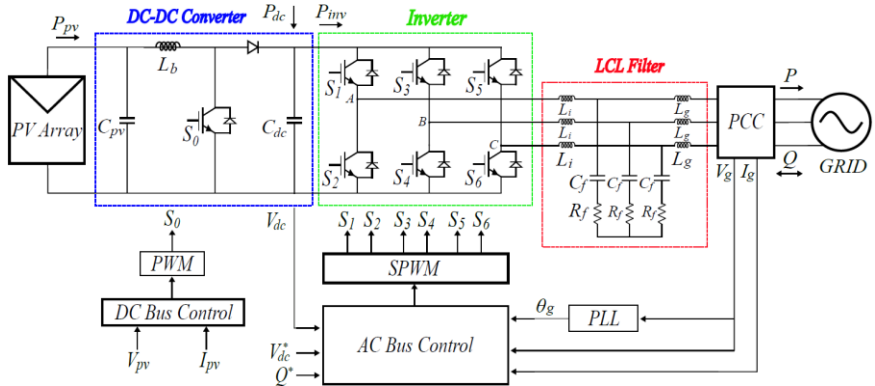 DC-DC Converter
P_dc
P_inv
Inverter
P_pv
L_b
LCL Filter
PV Array
C_pv
S_0
C_dc
S_1
S_3
S_5
A
B
C
S_2
S_4
S_6
L_i
L_g
L_i
L_g
L_i
L_g
C_f
C_f
C_f
R_f
R_f
R_f
PCC
P
Q
GRID
V_g
I_g
S_0
V_dc
S_1 S_2 S_3 S_4 S_5 S_6
PWM
SPWM
DC Bus Control
V_pv
I_pv
AC Bus Control
θ_g
PLL
V*_dc
Q*